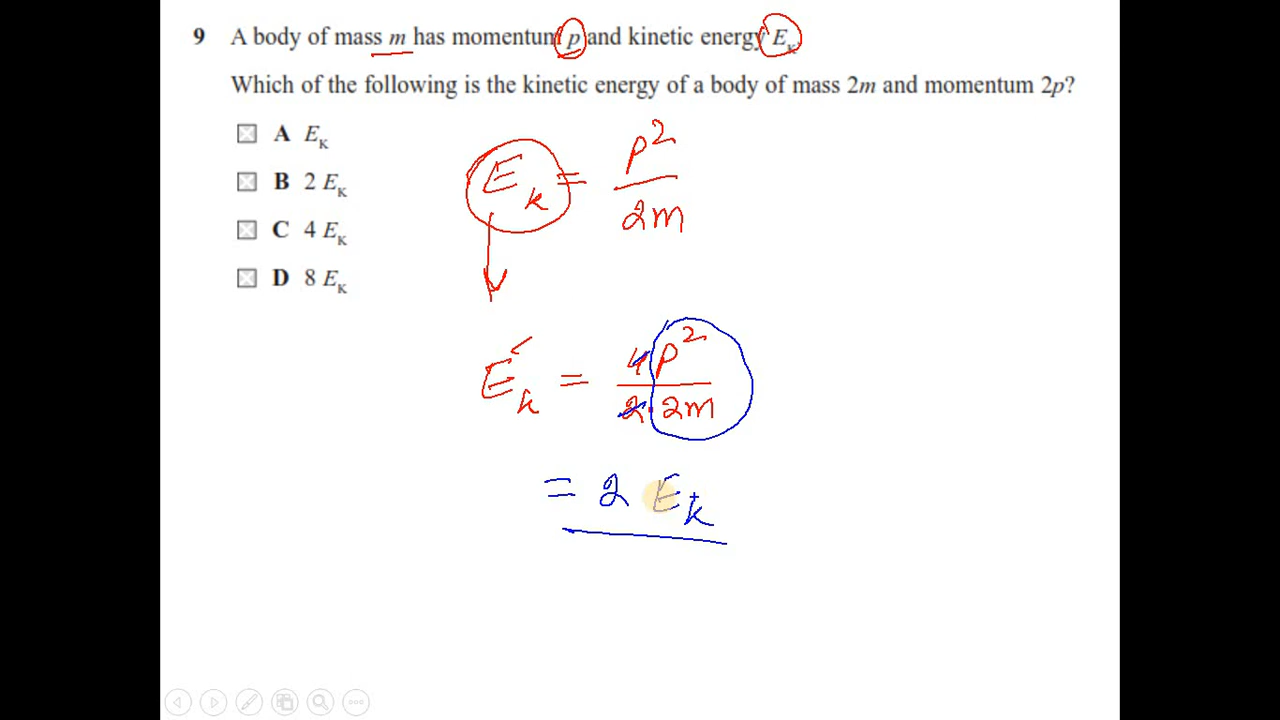 9 A body of mass m has momentum p and kinetic energy Eₖ.
Which of the following is the kinetic energy of a body of mass 2m and momentum 2p?
A Eₖ
B 2 Eₖ
C 4 Eₖ
D 8 Eₖ
Eₖ = p² / 2m
Eₖ′ = 4p² / 2·2m
= 2 Eₖ